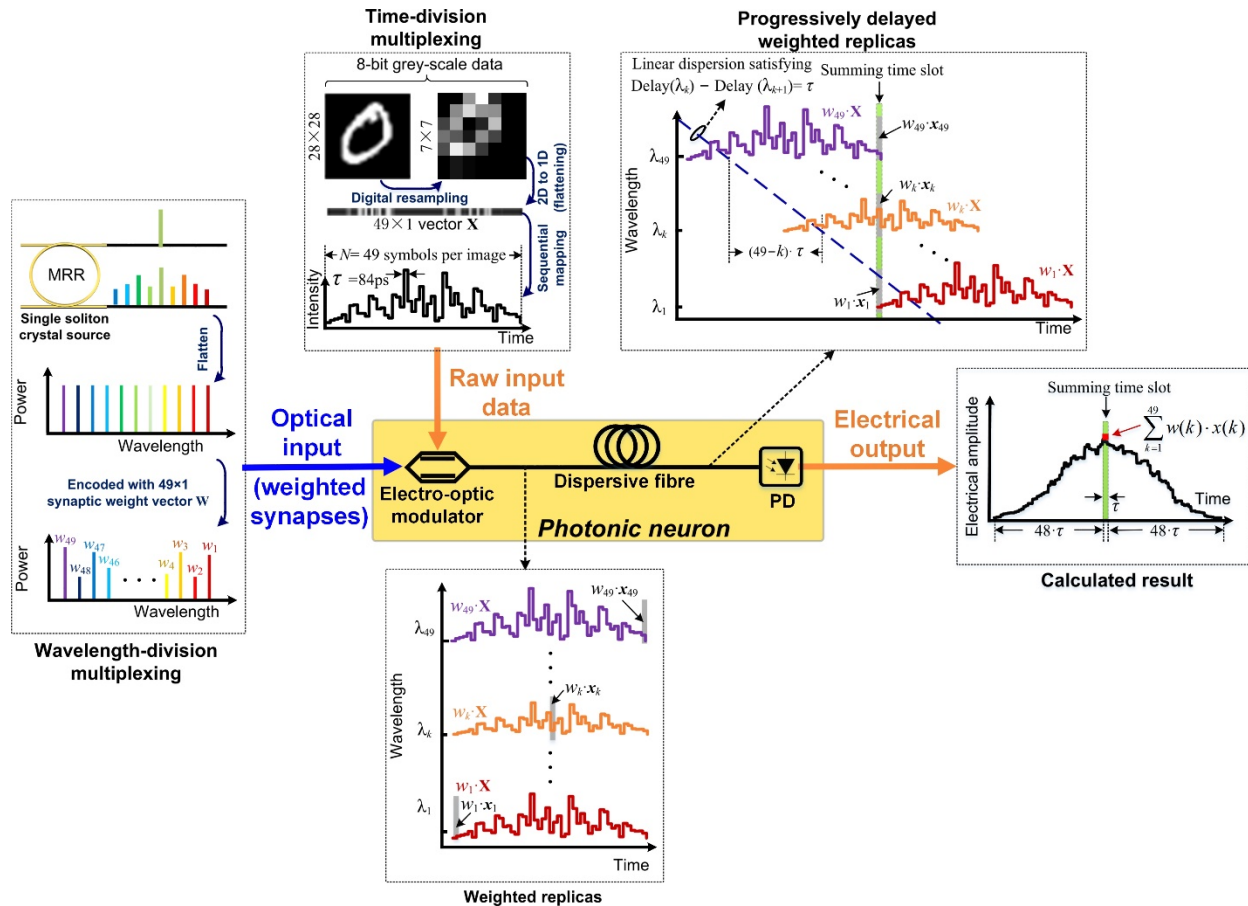 Time-division
multiplexing
8-bit grey-scale data
28×28
7×7
2D to 1D
(flattening)
Digital resampling
49×1 vector X
Sequential
mapping
N= 49 symbols per image
τ =84ps
Intensity
Time
Progressively delayed
weighted replicas
Linear dispersion satisfying
Delay(λk) − Delay (λk+1)= τ
Summing time slot
w49·X
w49·x49
λ49
wk·xk
wk·X
Wavelength
λk
(49−k)· τ
w1·X
w1·x1
λ1
Time
MRR
Single soliton
crystal source
Flatten
Power
Wavelength
Encoded with 49×1
synaptic weight vector W
w49
w48
w47
w46
w4
w3
w2
w1
Power
Wavelength
Wavelength-division
multiplexing
Raw input
data
Optical
input
(weighted
synapses)
Electro-optic
modulator
Dispersive fibre
PD
Photonic neuron
Electrical
output
Summing time slot
Electrical amplitude
49
∑ w(k) · x(k)
k=1
Time
τ
48·τ
48·τ
Calculated result
w49·X
w49·x49
λ49
wk·xk
wk·X
Wavelength
λk
w1·X
w1·x1
λ1
Time
Weighted replicas